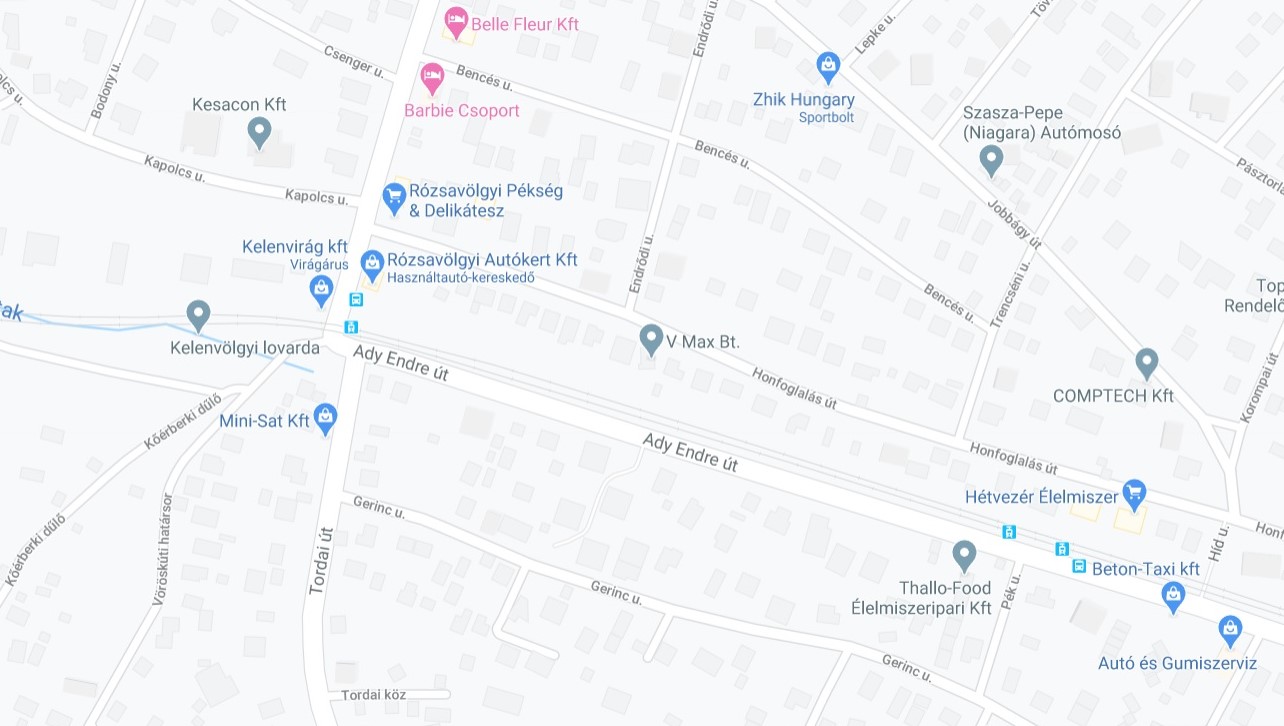 Belle Fleur Kft
Endrődi u.
Lepke u.
Csenger u.
Bencés u.
Bodony u.
Barbie Csoport
Zhik Hungary
Sportbolt
Kesacon Kft
Szasza-Pepe
(Niagara) Autómosó
Bencés u.
Kapolcs u.
Kapolcs u.
Rózsavölgyi Pékség
& Delikátesz
Jobbágy út
Kelenvirág kft
Virágárus
Rózsavölgyi Autókert Kft
Használtautó-kereskedő
Endrődi u.
Trencséni u.
Bencés u.
Top
Rendelő
tak
Kelenvölgyi lovarda
Ady Endre út
V Max Bt.
Honfoglalás út
COMPTECH Kft
Korompai út
Mini-Sat Kft
Kőérberki dűlő
Ady Endre út
Honfoglalás út
Hétvezér Élelmiszer
Gerinc u.
Kőérberki dűlő
Vöröskúti határsor
Tordai út
Híd u.
Gerinc u.
Thallo-Food
Élelmiszeripari Kft
Pék u.
Beton-Taxi kft
Autó és Gumiszerviz
Gerinc u.
Tordai köz